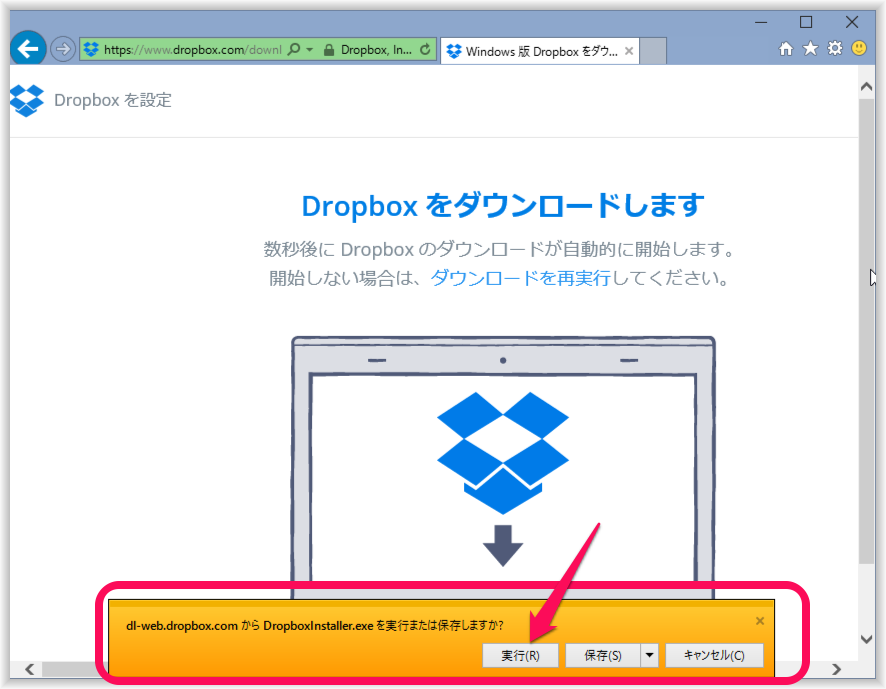 https://www.dropbox.com/downl
Dropbox, In...
Windows 版 Dropbox をダウ...
Dropbox を設定
Dropbox をダウンロードします
数秒後に Dropbox のダウンロードが自動的に開始します。
開始しない場合は、ダウンロードを再実行してください。
dl-web.dropbox.com から DropboxInstaller.exe を実行または保存しますか?
実行(R)
保存(S)
キャンセル(C)